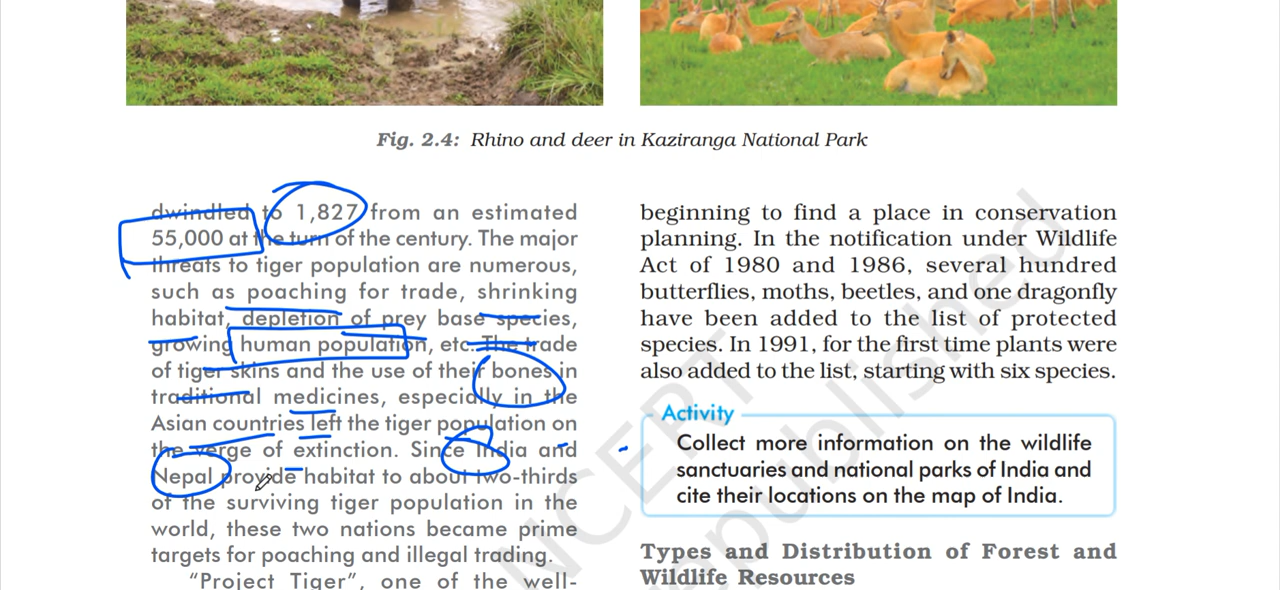 Fig. 2.4: Rhino and deer in Kaziranga National Park
dwindled to 1,827 from an estimated
55,000 at the turn of the century. The major
threats to tiger population are numerous,
such as poaching for trade, shrinking
habitat, depletion of prey base species,
growing human population, etc. The trade
of tiger skins and the use of their bones in
traditional medicines, especially in the
Asian countries left the tiger population on
the verge of extinction. Since India and
Nepal provide habitat to about two-thirds
of the surviving tiger population in the
world, these two nations became prime
targets for poaching and illegal trading.
“Project Tiger”, one of the well-
beginning to find a place in conservation
planning. In the notification under Wildlife
Act of 1980 and 1986, several hundred
butterflies, moths, beetles, and one dragonfly
have been added to the list of protected
species. In 1991, for the first time plants were
also added to the list, starting with six species.
Activity
Collect more information on the wildlife
sanctuaries and national parks of India and
cite their locations on the map of India.
Types and Distribution of Forest and
Wildlife Resources
NCERT
republished